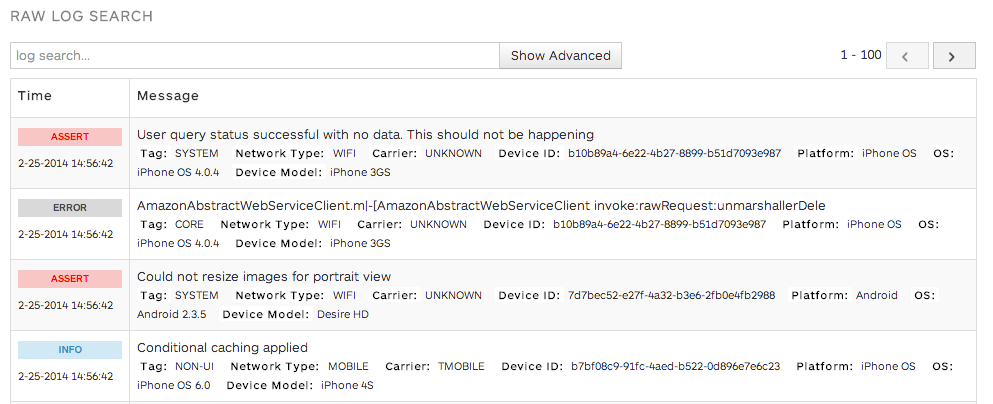 RAW LOG SEARCH
log search...
Show Advanced
1 - 100
‹
›
Time Message
ASSERT
2-25-2014 14:56:42
User query status successful with no data. This should not be happening
Tag: SYSTEM Network Type: WIFI Carrier: UNKNOWN Device ID: b10b89a4-6e22-4b27-8899-b51d7093e987 Platform: iPhone OS OS:
iPhone OS 4.0.4 Device Model: iPhone 3GS
ERROR
2-25-2014 14:56:42
AmazonAbstractWebServiceClient.m|-[AmazonAbstractWebServiceClient invoke:rawRequest:unmarshallerDele
Tag: CORE Network Type: WIFI Carrier: UNKNOWN Device ID: b10b89a4-6e22-4b27-8899-b51d7093e987 Platform: iPhone OS OS:
iPhone OS 4.0.4 Device Model: iPhone 3GS
ASSERT
2-25-2014 14:56:42
Could not resize images for portrait view
Tag: SYSTEM Network Type: WIFI Carrier: UNKNOWN Device ID: 7d7bec52-e27f-4a32-b3e6-2fb0e4fb2988 Platform: Android OS:
Android 2.3.5 Device Model: Desire HD
INFO
2-25-2014 14:56:42
Conditional caching applied
Tag: NON-UI Network Type: MOBILE Carrier: TMOBILE Device ID: b7bf08c9-91fc-4aed-b522-0d896e7e6c23 Platform: iPhone OS OS:
iPhone OS 6.0 Device Model: iPhone 4S